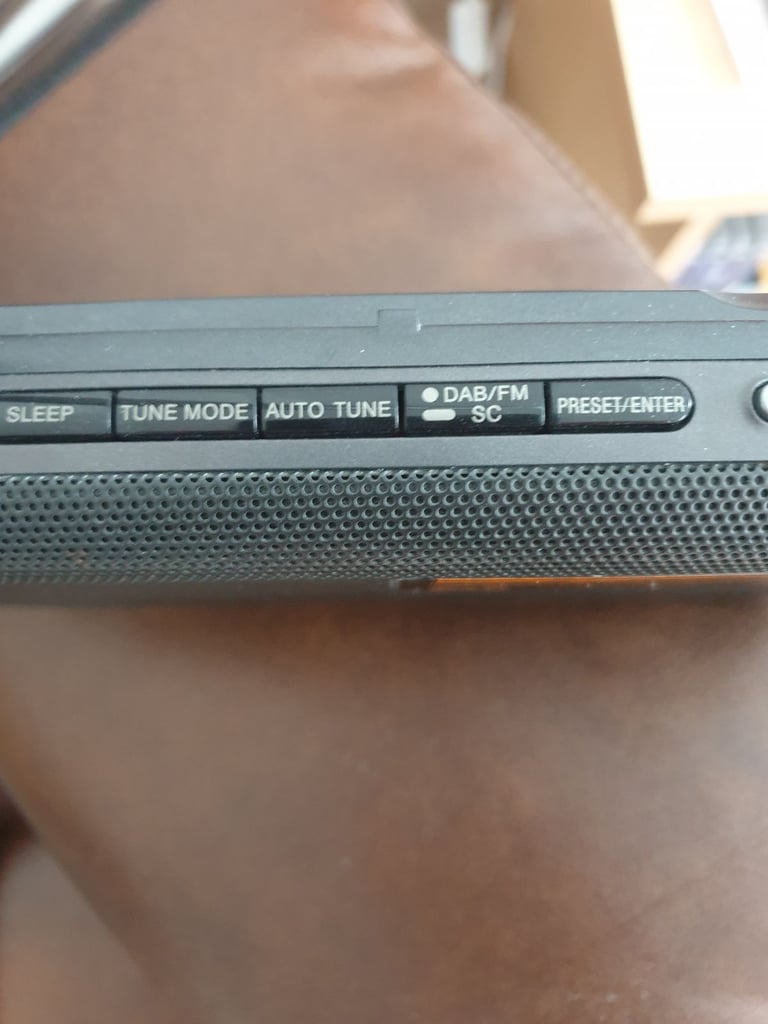 SLEEP
TUNE MODE
AUTO TUNE
DAB/FM
SC
PRESET/ENTER